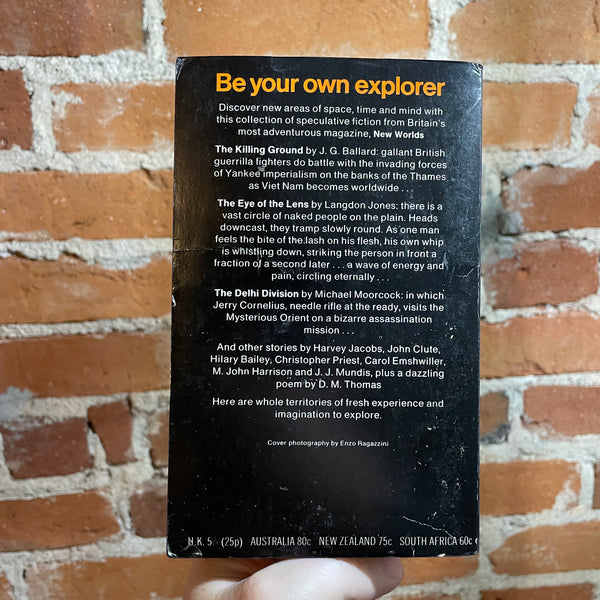 Be your own explorer
Discover new areas of space, time and mind with
this collection of speculative fiction from Britain's
most adventurous magazine, New Worlds
The Killing Ground by J. G. Ballard: gallant British
guerrilla fighters do battle with the invading forces
of Yankee imperialism on the banks of the Thames
as Viet Nam becomes worldwide . . .
The Eye of the Lens by Langdon Jones: there is a
vast circle of naked people on the plain. Heads
downcast, they tramp slowly round. As one man
feels the bite of the lash on his flesh, his own whip
is whistling down, striking the person in front a
fraction of a second later . . . a wave of energy and
pain, circling eternally . . .
The Delhi Division by Michael Moorcock: in which
Jerry Cornelius, needle rifle at the ready, visits the
Mysterious Orient on a bizarre assassination
mission . . .
And other stories by Harvey Jacobs, John Clute,
Hilary Bailey, Christopher Priest, Carol Emshwiller,
M. John Harrison and J. J. Mundis, plus a dazzling
poem by D. M. Thomas
Here are whole territories of fresh experience and
imagination to explore.
Cover photography by Enzo Ragazzini
5/- (25p) AUSTRALIA 80c NEW ZEALAND 75c SOUTH AFRICA 60c